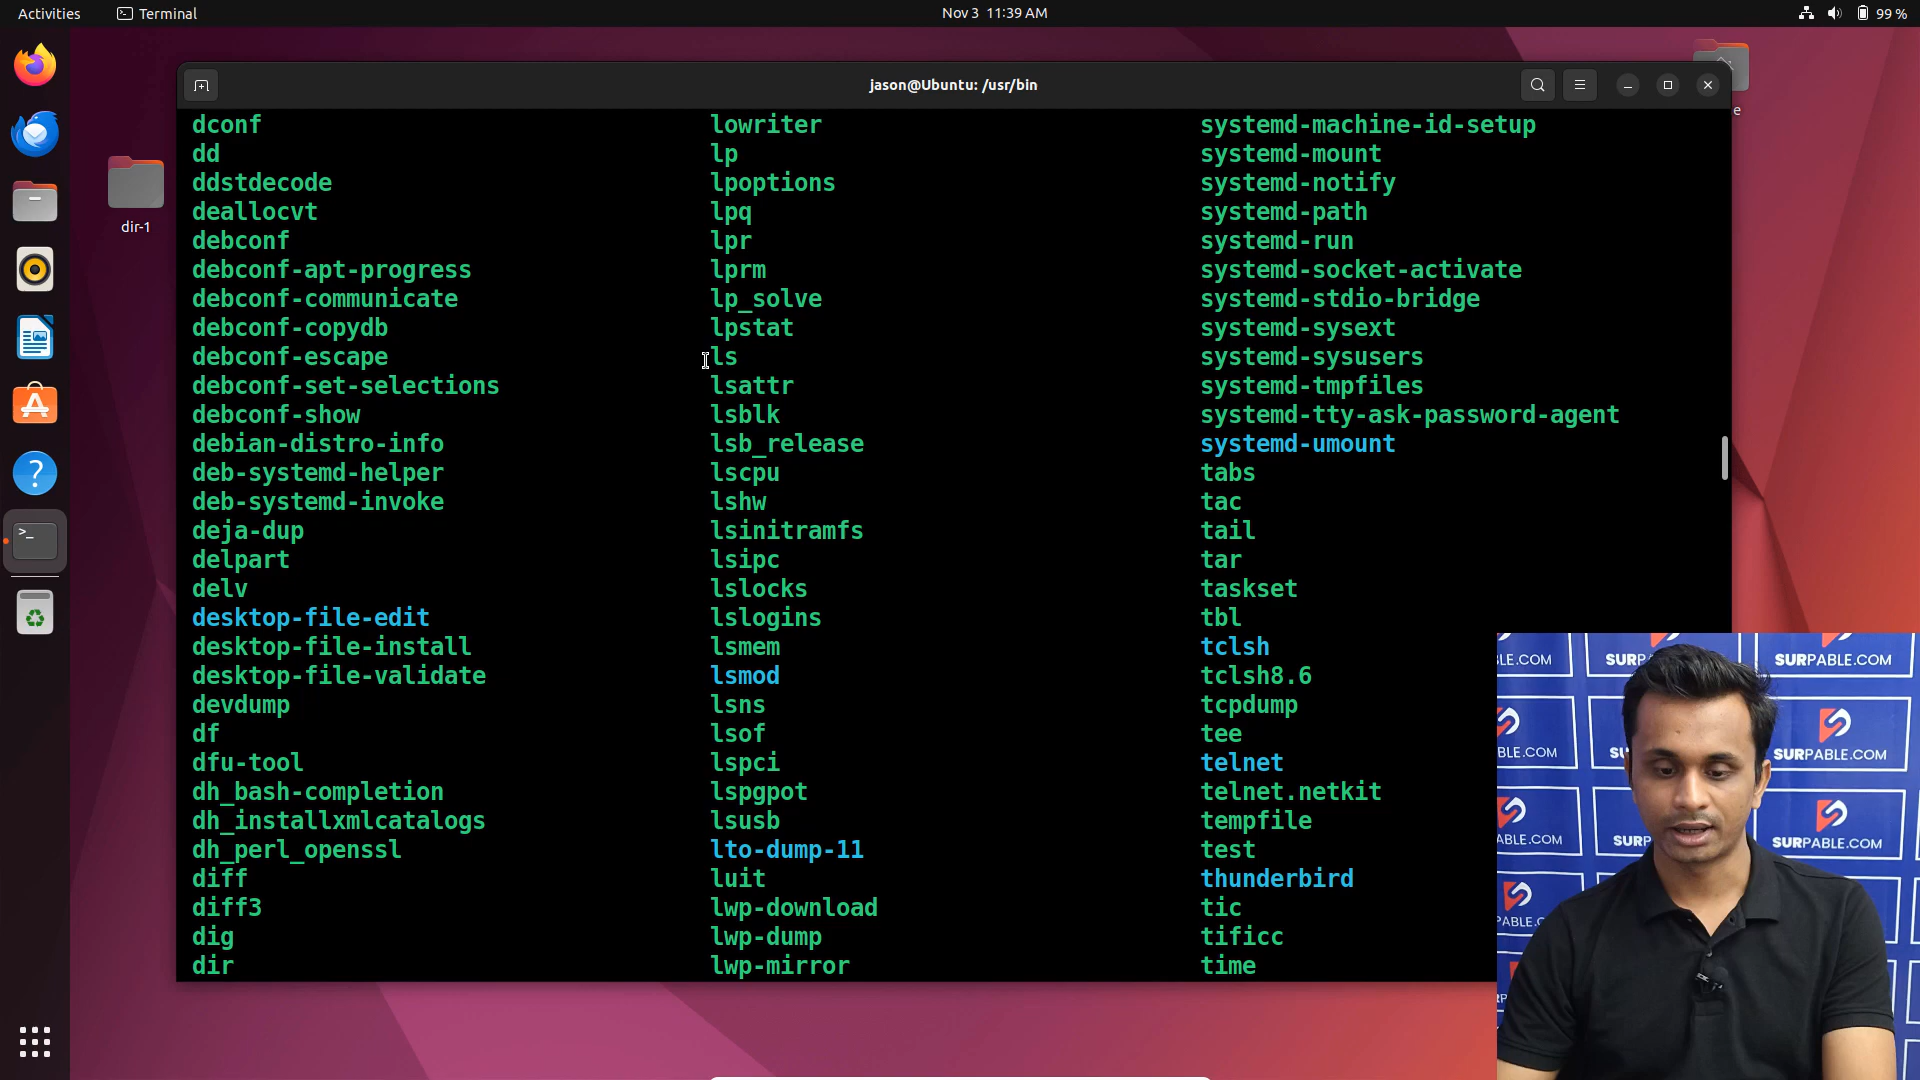 Activities
Terminal
Nov 3 11:39 AM
99 %
jason@Ubuntu: /usr/bin
dir-1
e
dconf
dd
ddstdecode
deallocvt
debconf
debconf-apt-progress
debconf-communicate
debconf-copydb
debconf-escape
debconf-set-selections
debconf-show
debian-distro-info
deb-systemd-helper
deb-systemd-invoke
deja-dup
delpart
delv
desktop-file-edit
desktop-file-install
desktop-file-validate
devdump
df
dfu-tool
dh_bash-completion
dh_installxmlcatalogs
dh_perl_openssl
diff
diff3
dig
dir
lowriter
lp
lpoptions
lpq
lpr
lprm
lp_solve
lpstat
ls
lsattr
lsblk
lsb_release
lscpu
lshw
lsinitramfs
lsipc
lslocks
lslogins
lsmem
lsmod
lsns
lsof
lspci
lspgpot
lsusb
lto-dump-11
luit
lwp-download
lwp-dump
lwp-mirror
systemd-machine-id-setup
systemd-mount
systemd-notify
systemd-path
systemd-run
systemd-socket-activate
systemd-stdio-bridge
systemd-sysext
systemd-sysusers
systemd-tmpfiles
systemd-tty-ask-password-agent
systemd-umount
tabs
tac
tail
tar
taskset
tbl
tclsh
tclsh8.6
tcpdump
tee
telnet
telnet.netkit
tempfile
test
thunderbird
tic
tificc
time
SURPABLE.COM
SURPABLE.COM
SURPABLE.COM
SURPABLE.COM